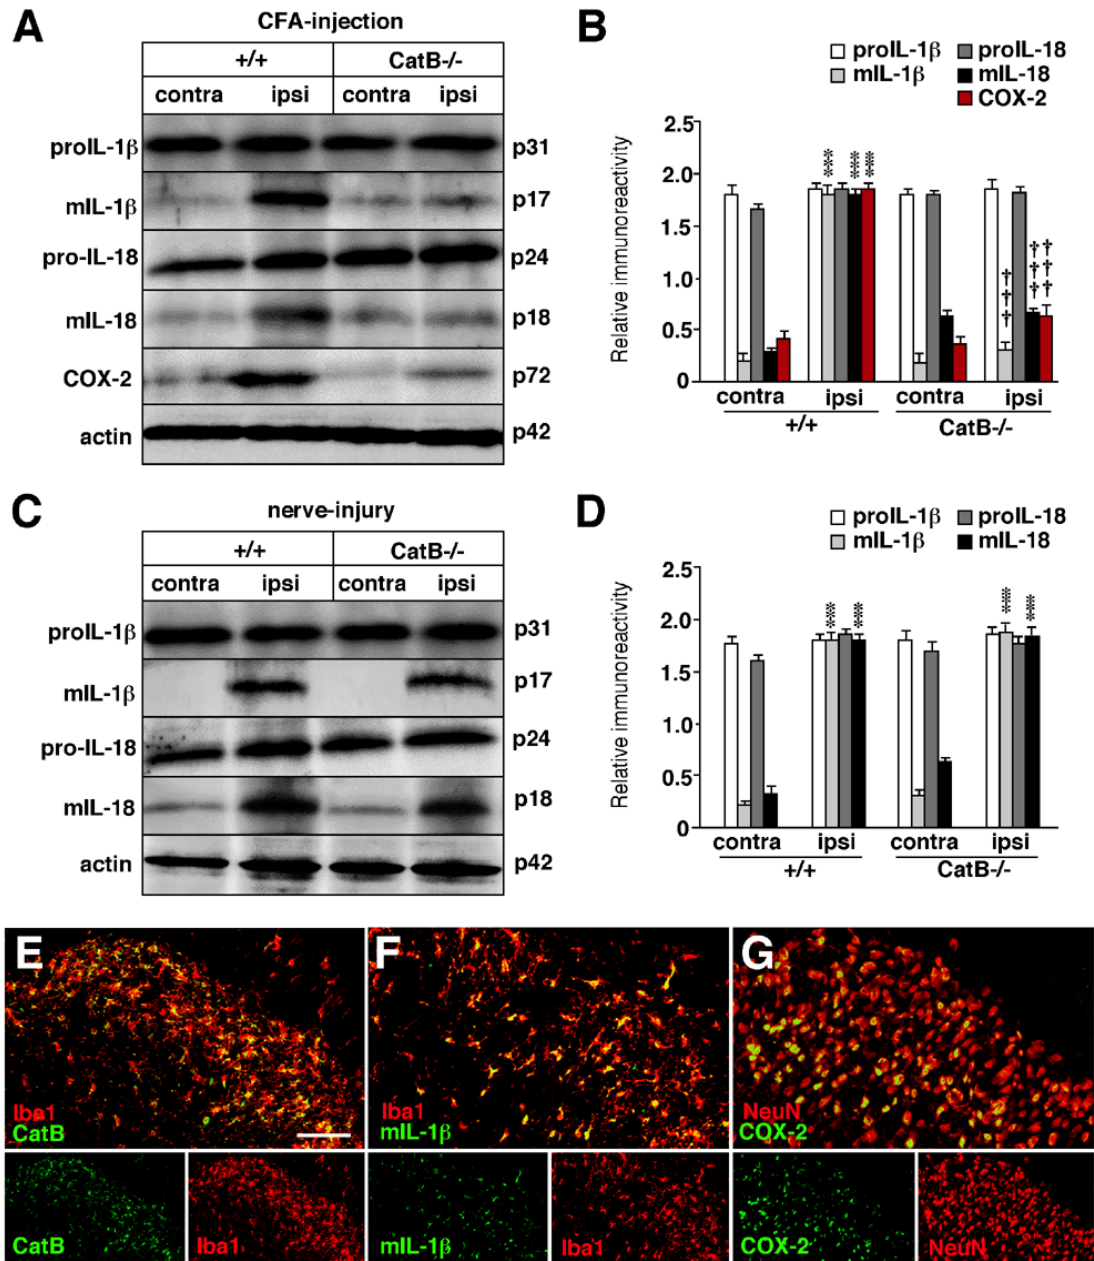 A
CFA-injection
+/+ CatB-/-
contra ipsi contra ipsi
proIL-1β p31
mIL-1β p17
pro-IL-18 p24
mIL-18 p18
COX-2 p72
actin p42
B
proIL-1β proIL-18
mIL-1β mIL-18
COX-2
Relative immunoreactivity
2.5
2.0
1.5
1.0
0.5
0
*** *** ***
††† ††† †††
contra ipsi contra ipsi
+/+ CatB-/-
C
nerve-injury
+/+ CatB-/-
contra ipsi contra ipsi
proIL-1β p31
mIL-1β p17
pro-IL-18 p24
mIL-18 p18
actin p42
D
proIL-1β proIL-18
mIL-1β mIL-18
Relative immunoreactivity
2.5
2.0
1.5
1.0
0.5
0
*** *** *** ***
contra ipsi contra ipsi
+/+ CatB-/-
E
Iba1
CatB
CatB
Iba1
F
Iba1
mIL-1β
mIL-1β
Iba1
G
NeuN
COX-2
COX-2
NeuN